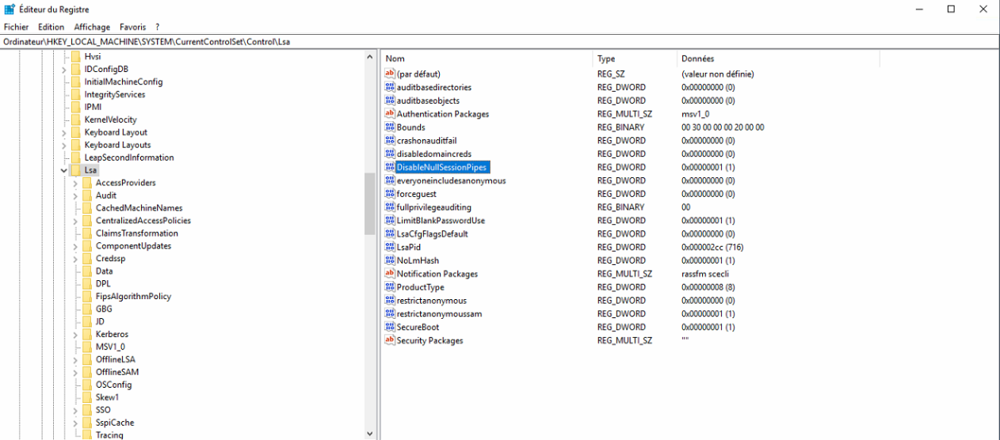 Éditeur du Registre
Fichier Edition Affichage Favoris ?
Ordinateur\HKEY_LOCAL_MACHINE\SYSTEM\CurrentControlSet\Control\Lsa
Hvsi
IDConfigDB
InitialMachineConfig
IntegrityServices
IPMI
KernelVelocity
Keyboard Layout
Keyboard Layouts
LeapSecondInformation
Lsa
AccessProviders
Audit
CachedMachineNames
CentralizedAccessPolicies
ClaimsTransformation
ComponentUpdates
Credssp
Data
DPL
FipsAlgorithmPolicy
GBG
JD
Kerberos
MSV1_0
OfflineLSA
OfflineSAM
OSConfig
Skew1
SSO
SspiCache
Tracing
Nom Type Données
(par défaut) REG_SZ (valeur non définie)
auditbasedirectories REG_DWORD 0x00000000 (0)
auditbaseobjects REG_DWORD 0x00000000 (0)
Authentication Packages REG_MULTI_SZ msv1_0
Bounds REG_BINARY 00 30 00 00 00 20 00 00
crashonauditfail REG_DWORD 0x00000000 (0)
disabledomaincreds REG_DWORD 0x00000000 (0)
DisableNullSessionPipes REG_DWORD 0x00000001 (1)
everyoneincludesanonymous REG_DWORD 0x00000000 (0)
forceguest REG_DWORD 0x00000000 (0)
fullprivilegeauditing REG_BINARY 00
LimitBlankPasswordUse REG_DWORD 0x00000001 (1)
LsaCfgFlagsDefault REG_DWORD 0x00000000 (0)
LsaPid REG_DWORD 0x000002cc (716)
NoLmHash REG_DWORD 0x00000001 (1)
Notification Packages REG_MULTI_SZ rassfm scecli
ProductType REG_DWORD 0x00000008 (8)
restrictanonymous REG_DWORD 0x00000000 (0)
restrictanonymoussam REG_DWORD 0x00000001 (1)
SecureBoot REG_DWORD 0x00000001 (1)
Security Packages REG_MULTI_SZ ""